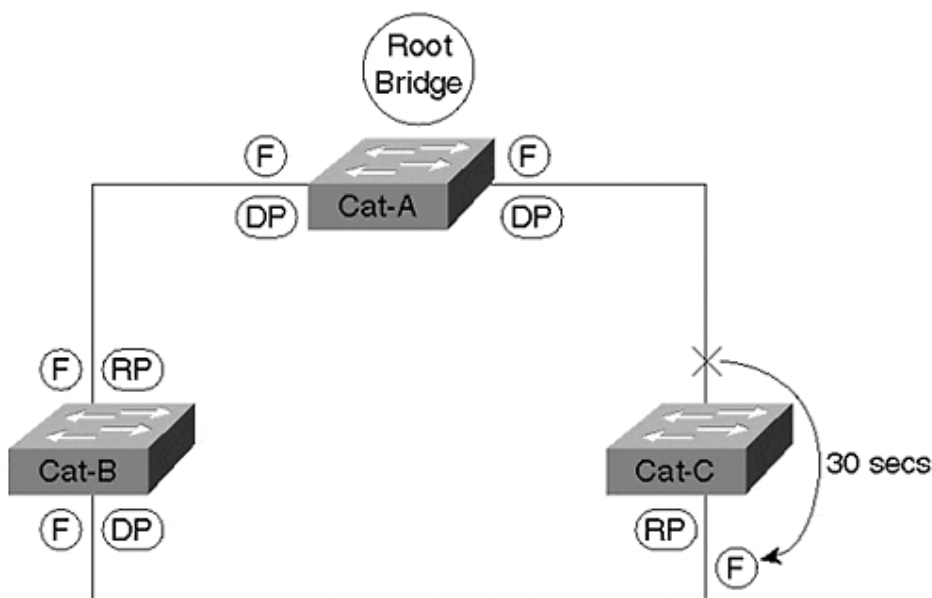 Root
Bridge
F
F
DP
Cat-A
DP
F
RP
Cat-B
Cat-C
30 secs
F
DP
RP
F